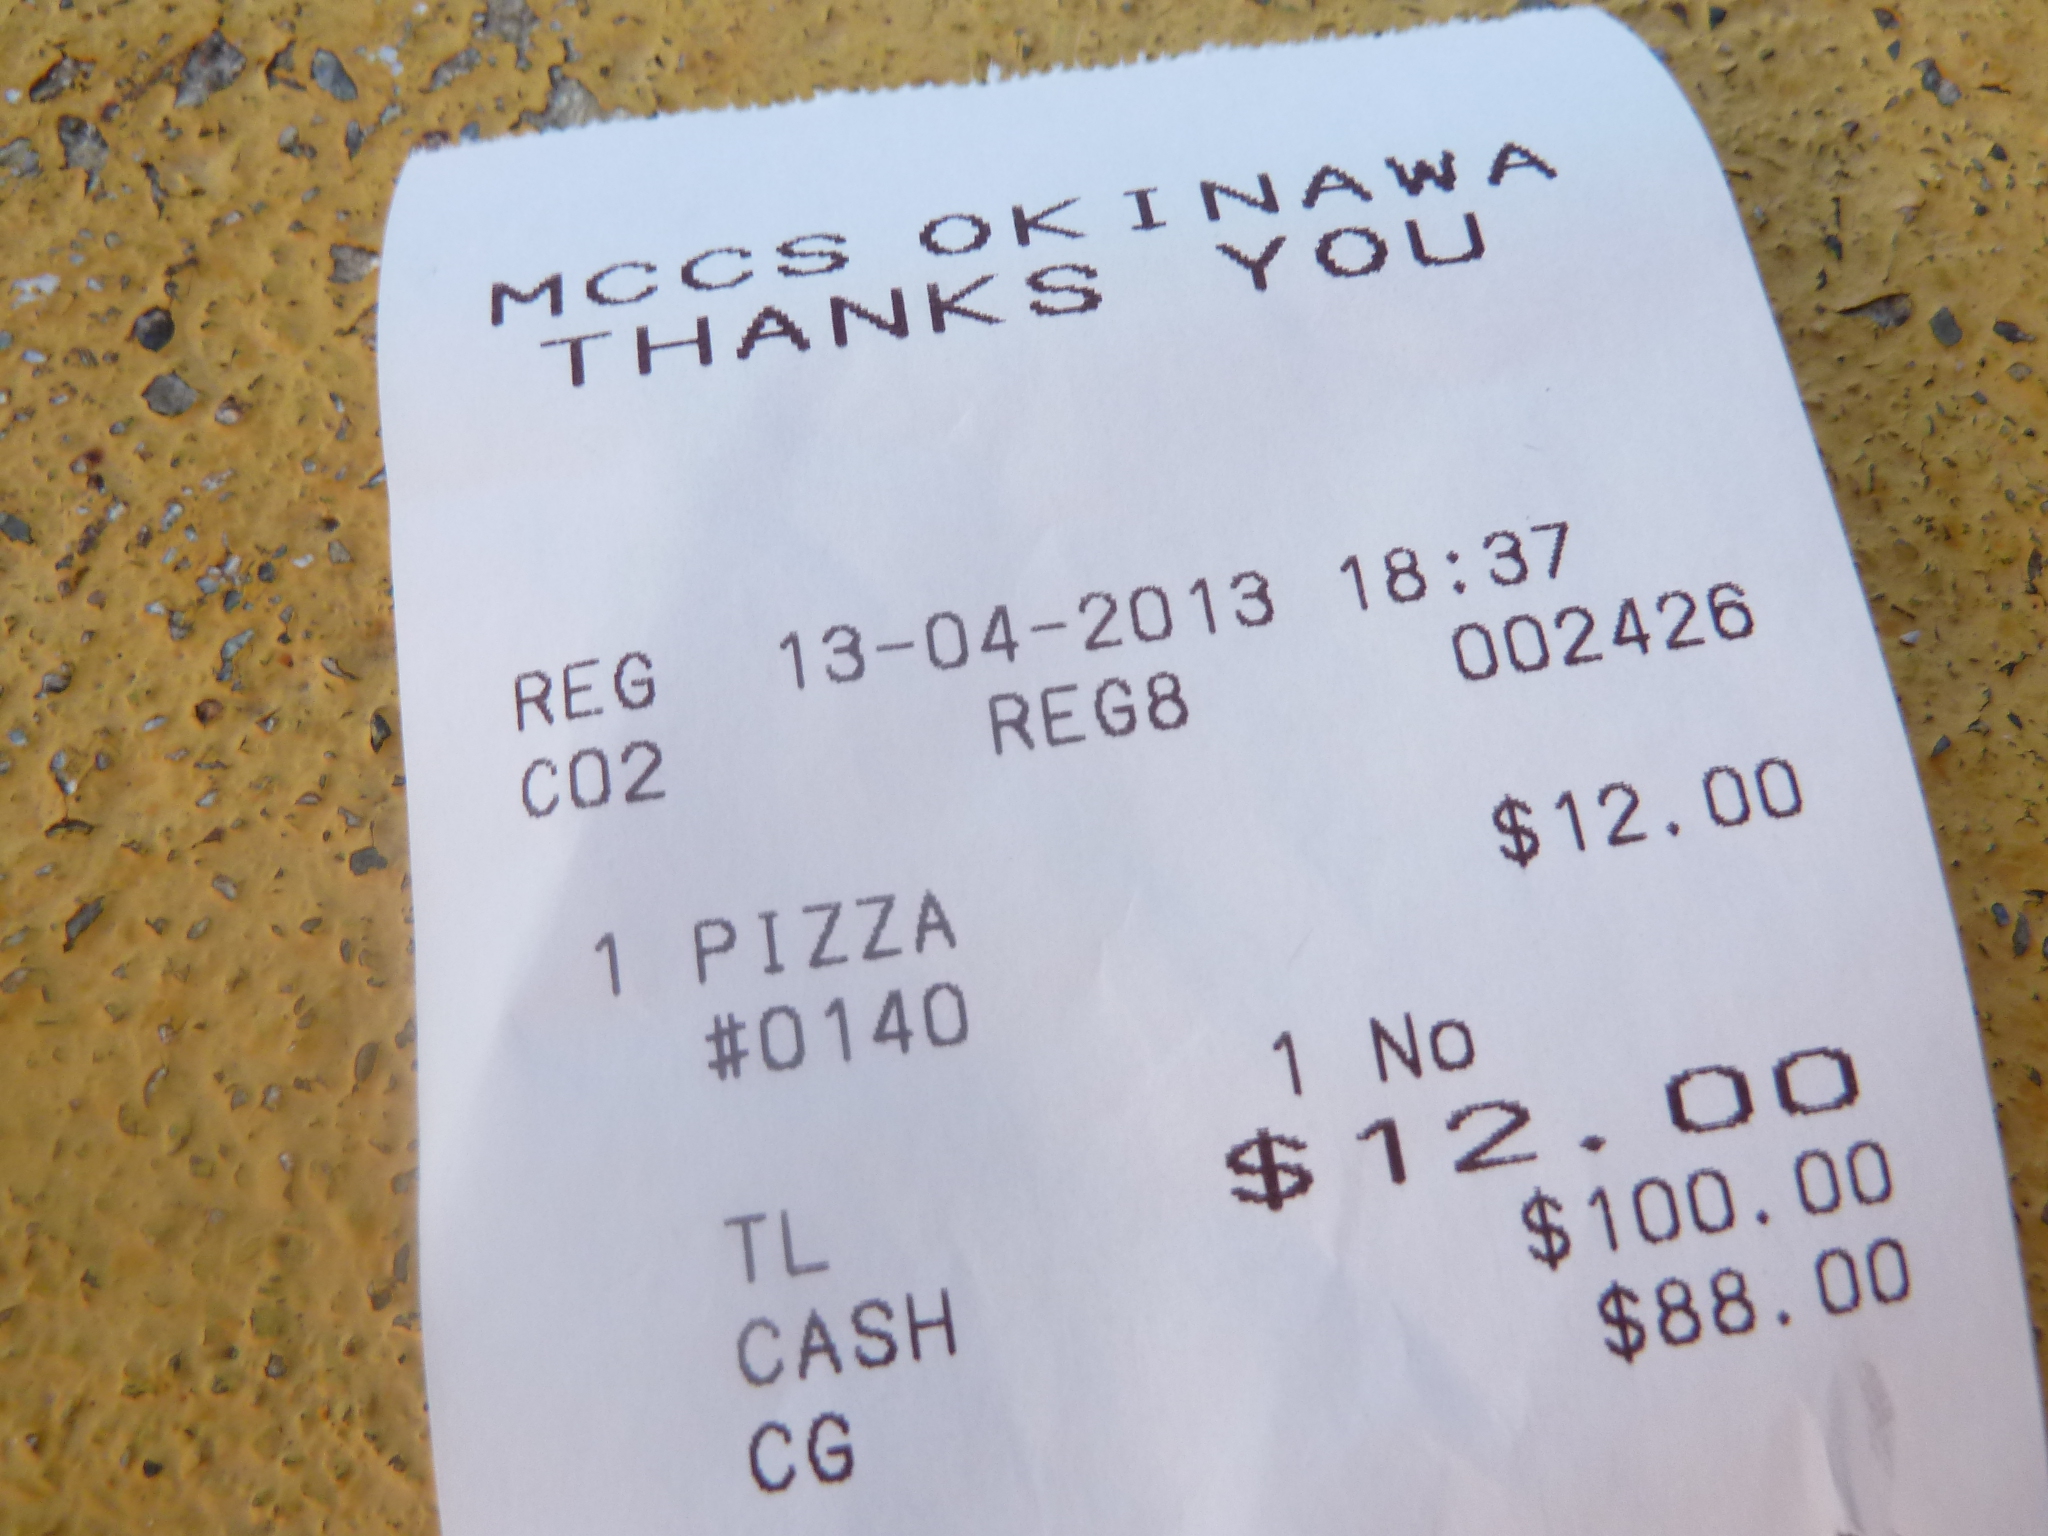 MCCS OKINAWA
THANKS YOU
REG 13-04-2013 18:37
C02 REG8 002426
1 PIZZA $12.00
#0140
1 No
TL $12.00
CASH $100.00
CG $88.00